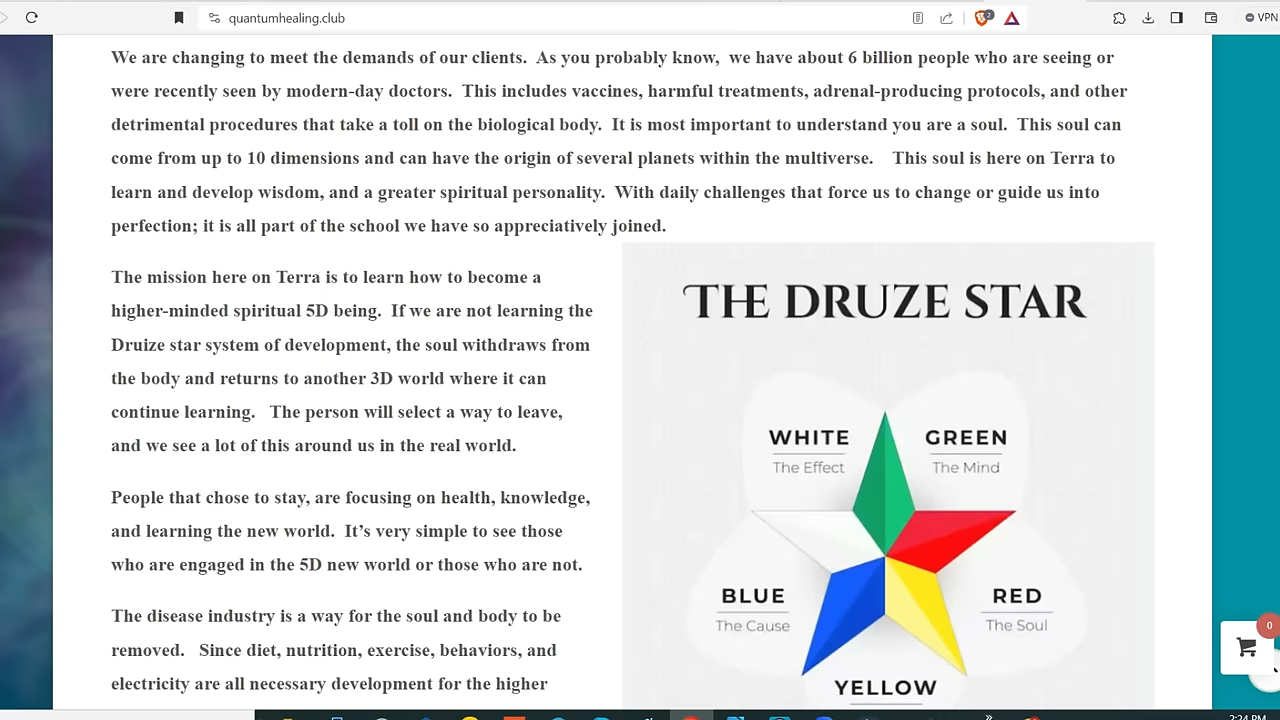 quantumhealing.club
2
VPN
We are changing to meet the demands of our clients. As you probably know, we have about 6 billion people who are seeing or
were recently seen by modern-day doctors. This includes vaccines, harmful treatments, adrenal-producing protocols, and other
detrimental procedures that take a toll on the biological body. It is most important to understand you are a soul. This soul can
come from up to 10 dimensions and can have the origin of several planets within the multiverse. This soul is here on Terra to
learn and develop wisdom, and a greater spiritual personality. With daily challenges that force us to change or guide us into
perfection; it is all part of the school we have so appreciatively joined.
The mission here on Terra is to learn how to become a
higher-minded spiritual 5D being. If we are not learning the
Druize star system of development, the soul withdraws from
the body and returns to another 3D world where it can
continue learning. The person will select a way to leave,
and we see a lot of this around us in the real world.
People that chose to stay, are focusing on health, knowledge,
and learning the new world. It’s very simple to see those
who are engaged in the 5D new world or those who are not.
The disease industry is a way for the soul and body to be
removed. Since diet, nutrition, exercise, behaviors, and
electricity are all necessary development for the higher
THE DRUZE STAR
WHITE
The Effect
GREEN
The Mind
BLUE
The Cause
RED
The Soul
YELLOW
0
2:24 PM